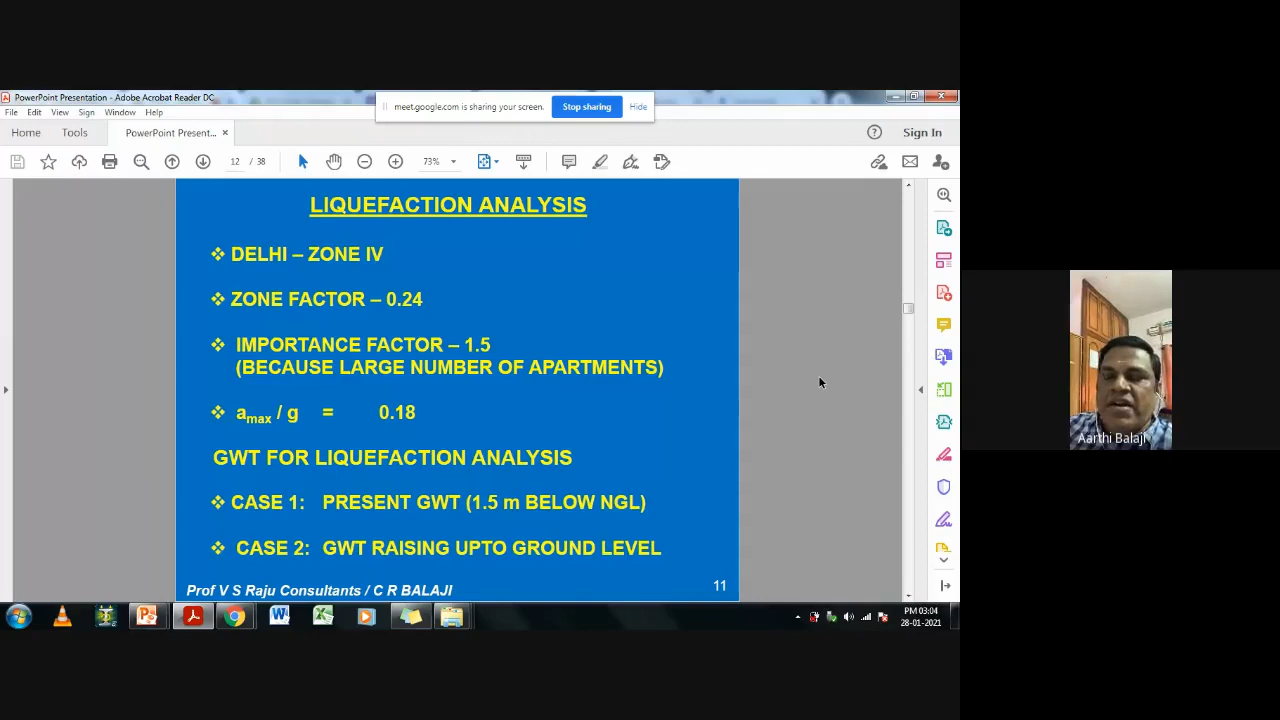 PowerPoint Presentation - Adobe Acrobat Reader DC
meet.google.com is sharing your screen.
Stop sharing
Hide
File Edit View Sign Window Help
Home
Tools
PowerPoint Present... ×
Sign In
12 / 38
73%
LIQUEFACTION ANALYSIS
❖ DELHI – ZONE IV
❖ ZONE FACTOR – 0.24
❖ IMPORTANCE FACTOR – 1.5
(BECAUSE LARGE NUMBER OF APARTMENTS)
❖ amax / g = 0.18
GWT FOR LIQUEFACTION ANALYSIS
❖ CASE 1: PRESENT GWT (1.5 m BELOW NGL)
❖ CASE 2: GWT RAISING UPTO GROUND LEVEL
Prof V S Raju Consultants / C R BALAJI
11
Aarthi Balaji
PM 03:04
28-01-2021